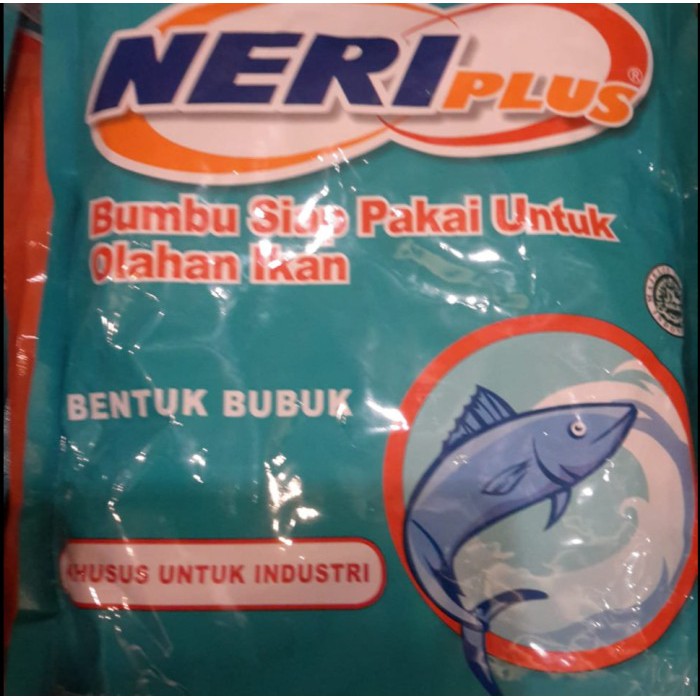 NERI PLUS®
Bumbu Siap Pakai Untuk
Olahan Ikan
BENTUK BUBUK
KHUSUS UNTUK INDUSTRI